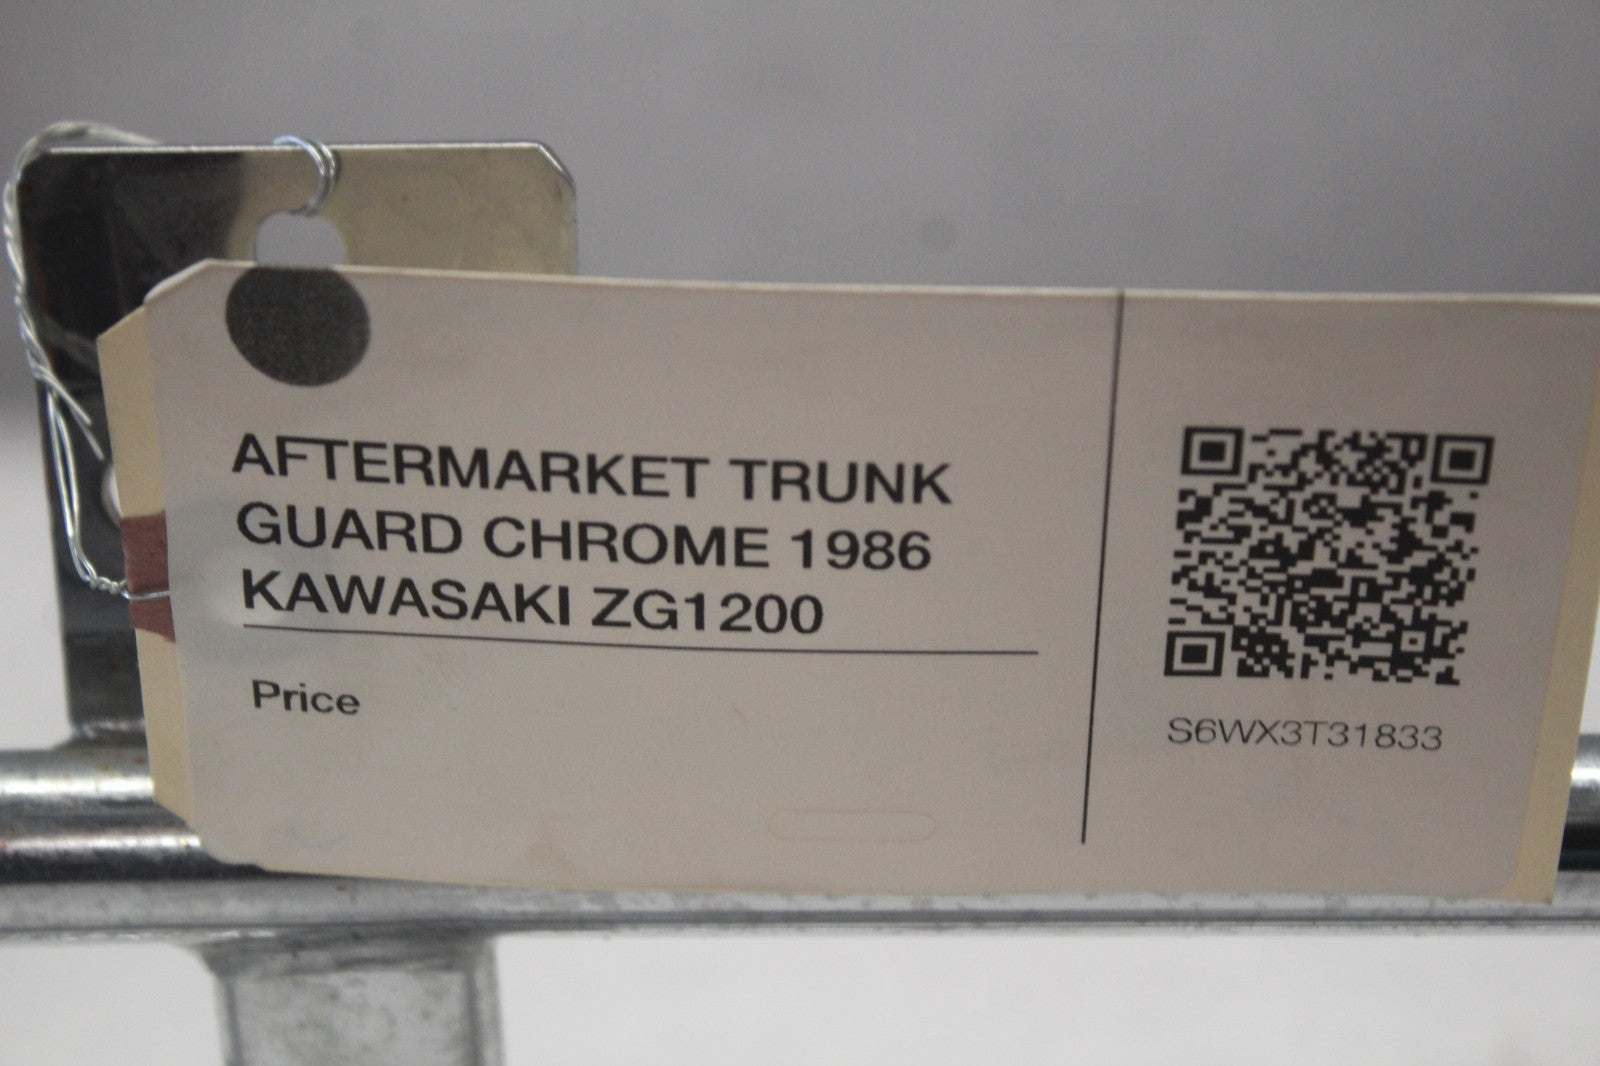 AFTERMARKET TRUNK
GUARD CHROME 1986
KAWASAKI ZG1200
Price
S6WX3T31833